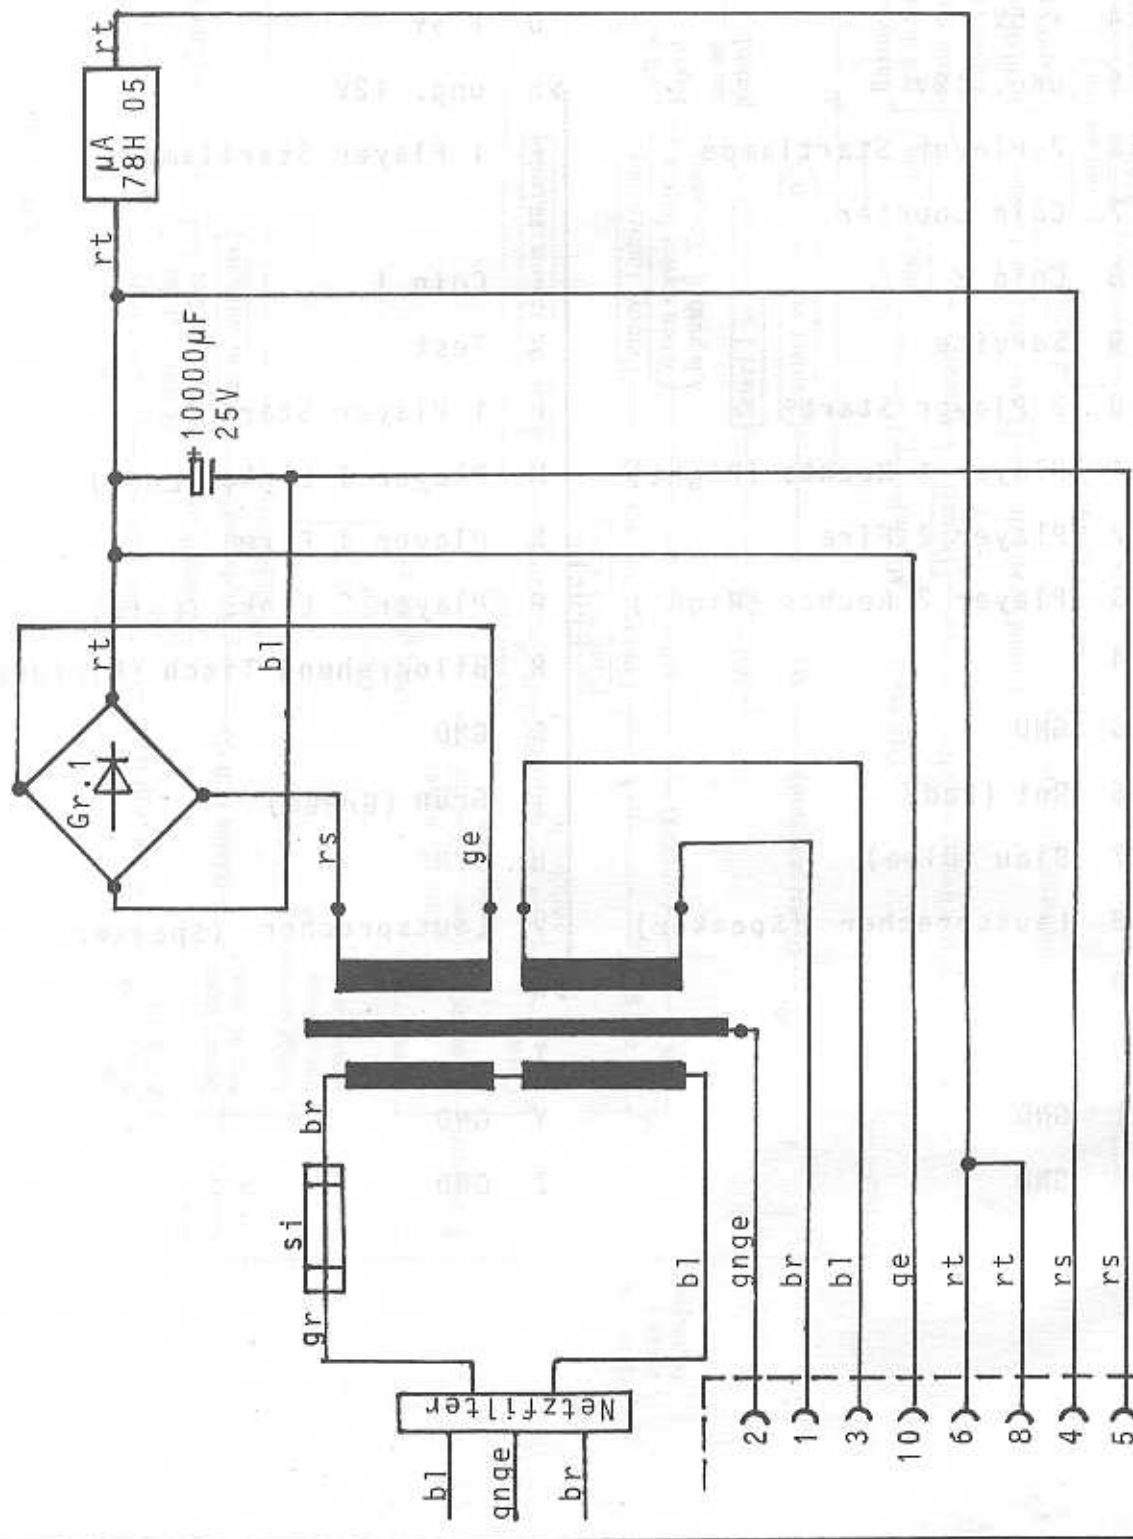 bl
gnge
br
Netzfilter
gr
si
br
bl
rs
ge
Gr.1
rt
bl
+10000µF
25V
rt
µA
78H 05
rt
2 gnge
1 br
3 bl
10 ge
6 rt
8 rt
4 rs
5 rs